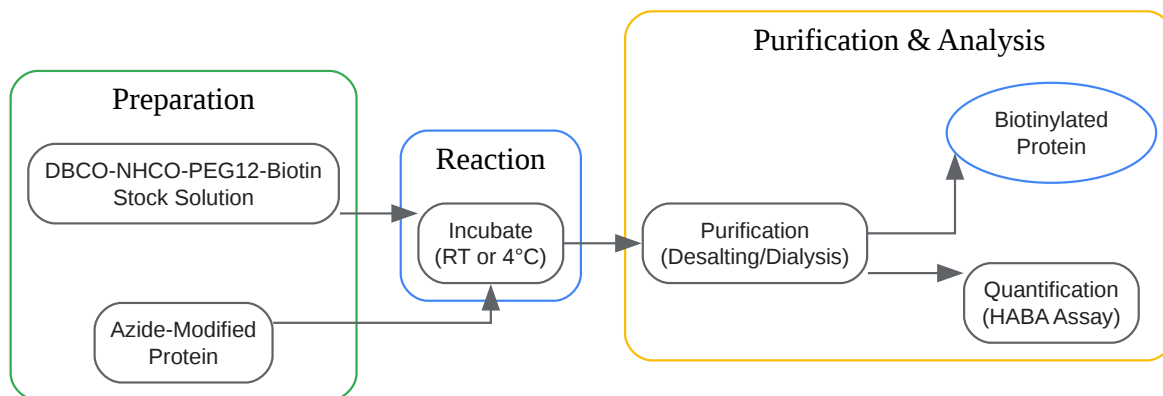 Preparation
DBCO-NHCO-PEG12-Biotin
Stock Solution
Azide-Modified
Protein
Reaction
Incubate
(RT or 4°C)
Purification & Analysis
Purification
(Desalting/Dialysis)
Biotinylated
Protein
Quantification
(HABA Assay)